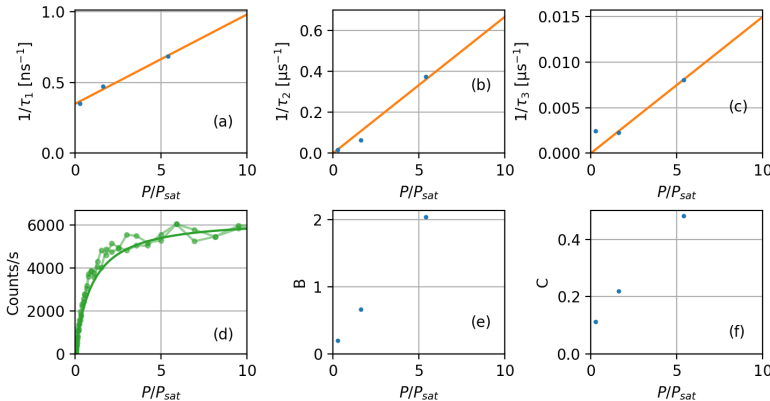 1/τ₁ [ns⁻¹]
1.0
0.5
0.0
(a)
0 5 10
P/Psat
1/τ₂ [µs⁻¹]
0.6
0.4
0.2
0.0
(b)
0 5 10
P/Psat
1/τ₃ [µs⁻¹]
0.015
0.010
0.005
0.000
(c)
0 5 10
P/Psat
Counts/s
6000
4000
2000
0
(d)
0 5 10
P/Psat
B
2
1
0
(e)
0 5 10
P/Psat
C
0.4
0.2
0.0
(f)
0 5 10
P/Psat